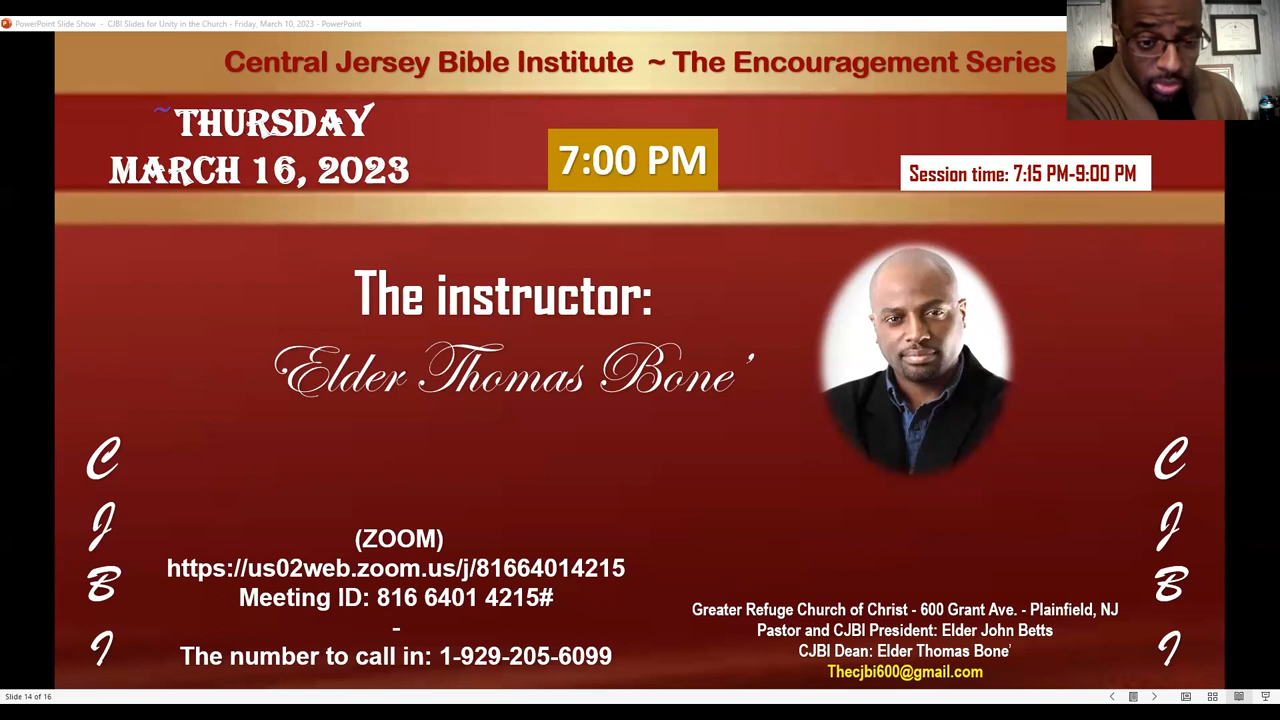 PowerPoint Slide Show - CJBI Slides for Unity in the Church - Friday, March 10, 2023 - PowerPoint
Central Jersey Bible Institute ~ The Encouragement Series
~THURSDAY
MARCH 16, 2023
7:00 PM
Session time: 7:15 PM-9:00 PM
The instructor:
Elder Thomas Bone'
C
J
B
I
(ZOOM)
https://us02web.zoom.us/j/81664014215
Meeting ID: 816 6401 4215#
-
The number to call in: 1-929-205-6099
Greater Refuge Church of Christ - 600 Grant Ave. - Plainfield, NJ
Pastor and CJBI President: Elder John Betts
CJBI Dean: Elder Thomas Bone'
Thecjbi600@gmail.com
C
J
B
I
Slide 14 of 16